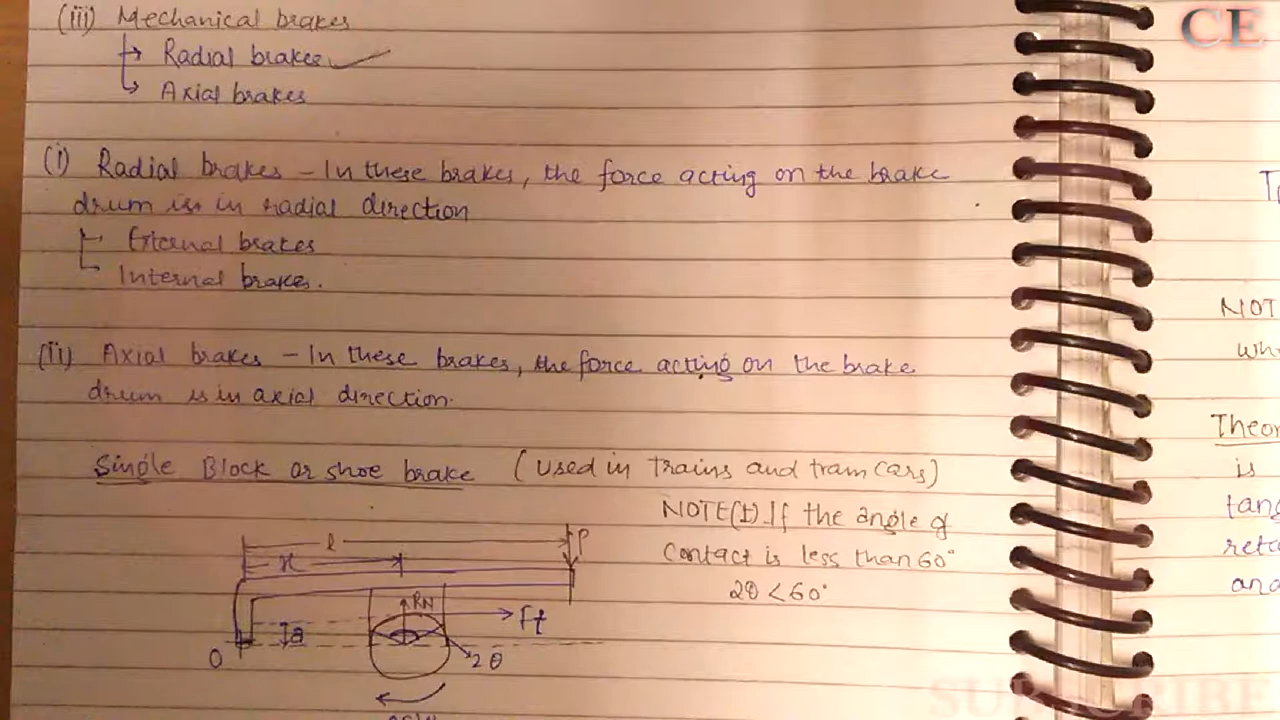 (iii) Mechanical brakes
Radial brakes
Axial brakes
(i) Radial brakes - In these brakes, the force acting on the brake
drum is in radial direction
External brakes
Internal brakes.
(ii) Axial brakes - In these brakes, the force acting on the brake
drum is in axial direction.
Single Block or shoe brake (used in trains and tram cars)
NOTE(1). If the angle of
contact is less than 60°
2θ < 60°
l
P
x
RN
Ft
a
O
2θ
CE
NOT
Theor
is
tang
SUBSCRIBE